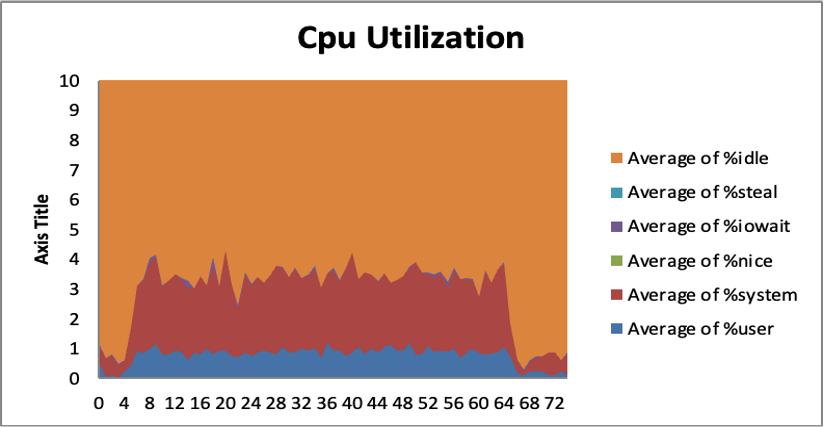 Cpu Utilization
10
9
8
7
6
5
4
3
2
1
0
Axis Title
0 4 8 12 16 20 24 28 32 36 40 44 48 52 56 60 64 68 72
Average of %idle
Average of %steal
Average of %iowait
Average of %nice
Average of %system
Average of %user